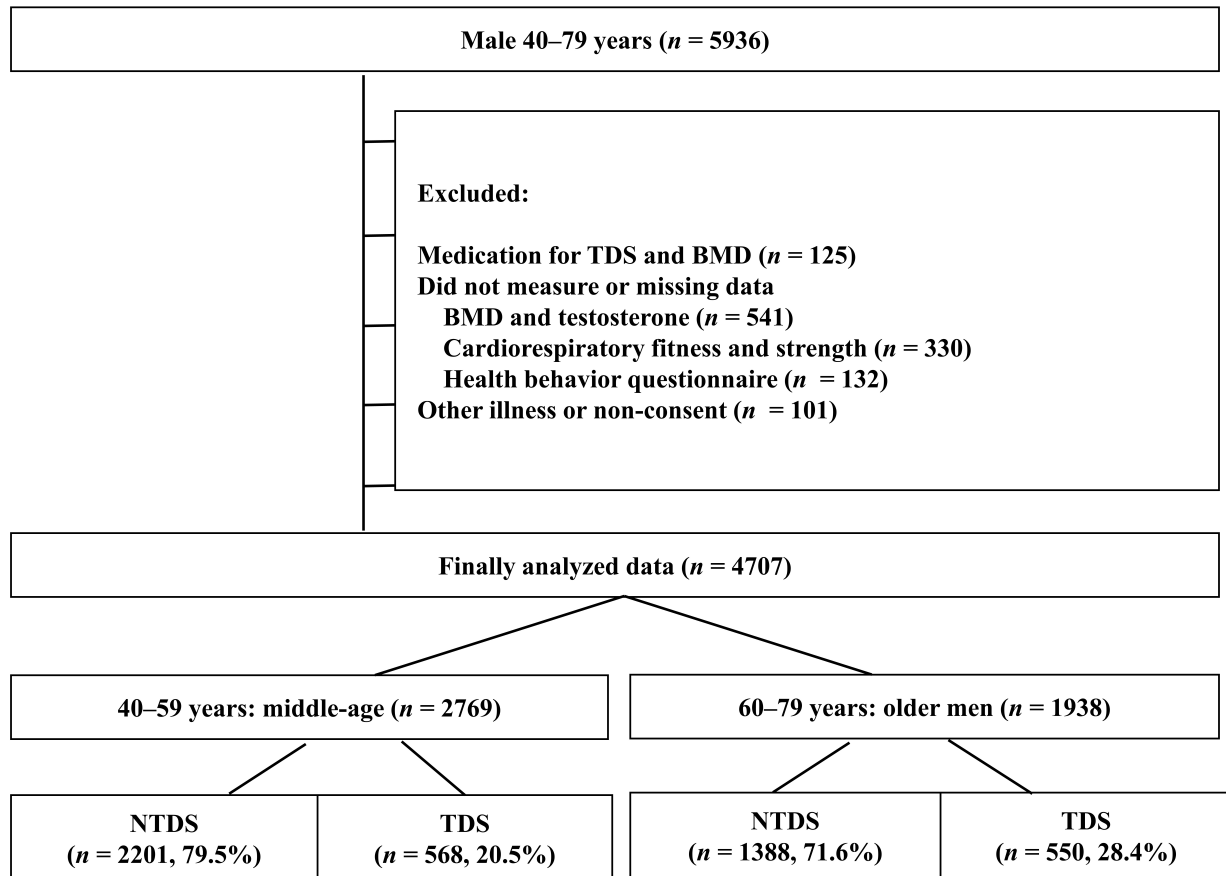 Male 40–79 years (n = 5936)
Excluded:
Medication for TDS and BMD (n = 125)
Did not measure or missing data
BMD and testosterone (n = 541)
Cardiorespiratory fitness and strength (n = 330)
Health behavior questionnaire (n = 132)
Other illness or non-consent (n = 101)
Finally analyzed data (n = 4707)
40–59 years: middle-age (n = 2769)
60–79 years: older men (n = 1938)
NTDS
(n = 2201, 79.5%)
TDS
(n = 568, 20.5%)
NTDS
(n = 1388, 71.6%)
TDS
(n = 550, 28.4%)